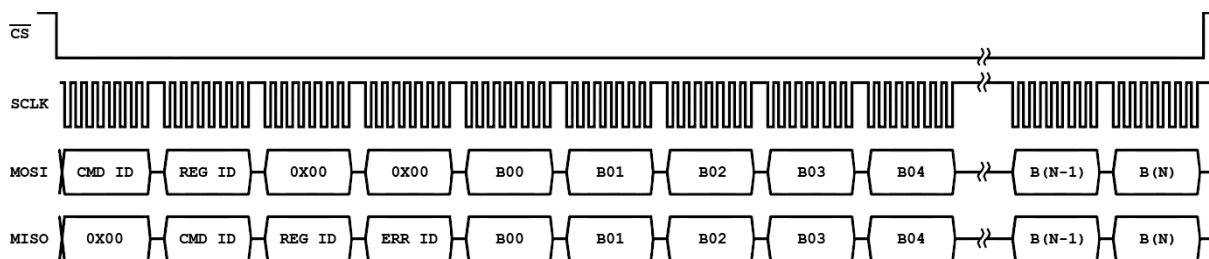 CS
SCLK
MOSI CMD ID REG ID 0X00 0X00 B00 B01 B02 B03 B04 B(N-1) B(N)
MISO 0X00 CMD ID REG ID ERR ID B00 B01 B02 B03 B04 B(N-1) B(N)